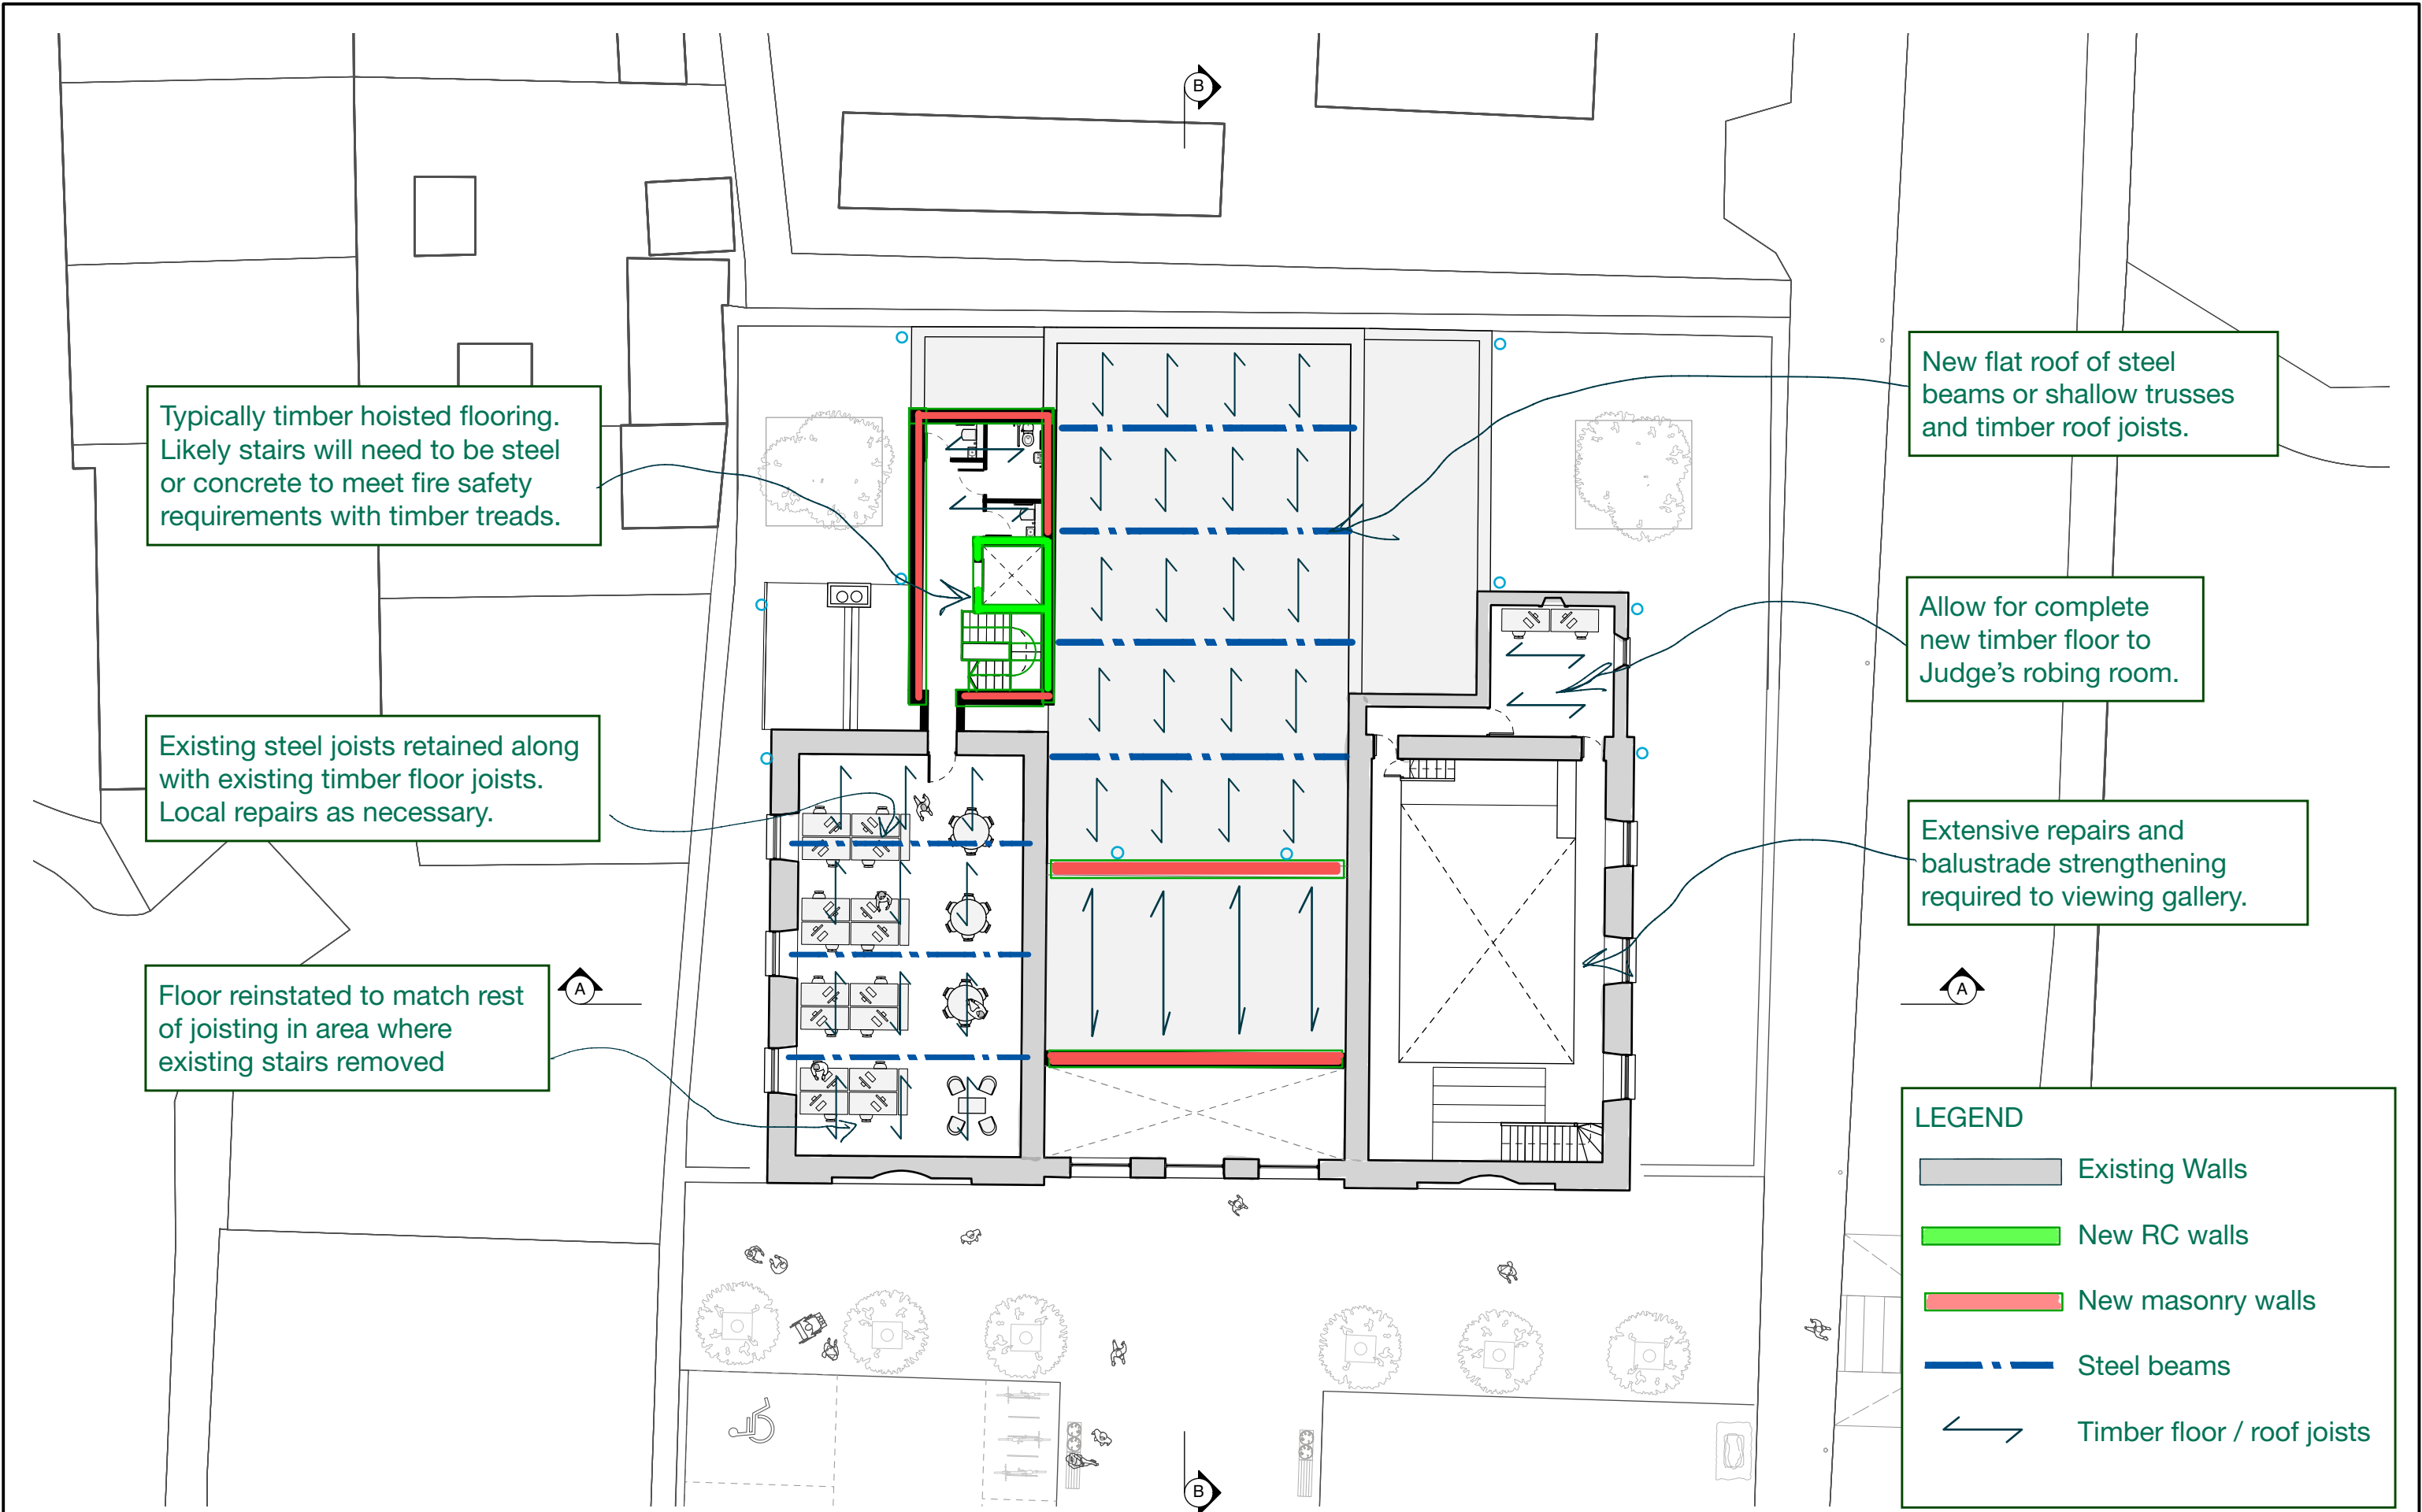 B
New flat roof of steel
beams or shallow trusses
and timber roof joists.
Typically timber hoisted flooring.
Likely stairs will need to be steel
or concrete to meet fire safety
requirements with timber treads.
Allow for complete
new timber floor to
Judge’s robing room.
Existing steel joists retained along
with existing timber floor joists.
Local repairs as necessary.
Extensive repairs and
balustrade strengthening
required to viewing gallery.
Floor reinstated to match rest
of joisting in area where
existing stairs removed
A
A
LEGEND
Existing Walls
New RC walls
New masonry walls
Steel beams
Timber floor / roof joists
B